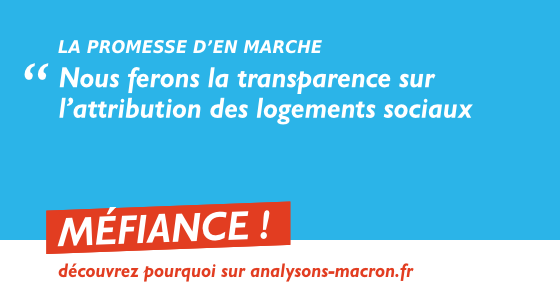 LA PROMESSE D’EN MARCHE
“ Nous ferons la transparence sur
l’attribution des logements sociaux
MÉFIANCE !
découvrez pourquoi sur analysons-macron.fr